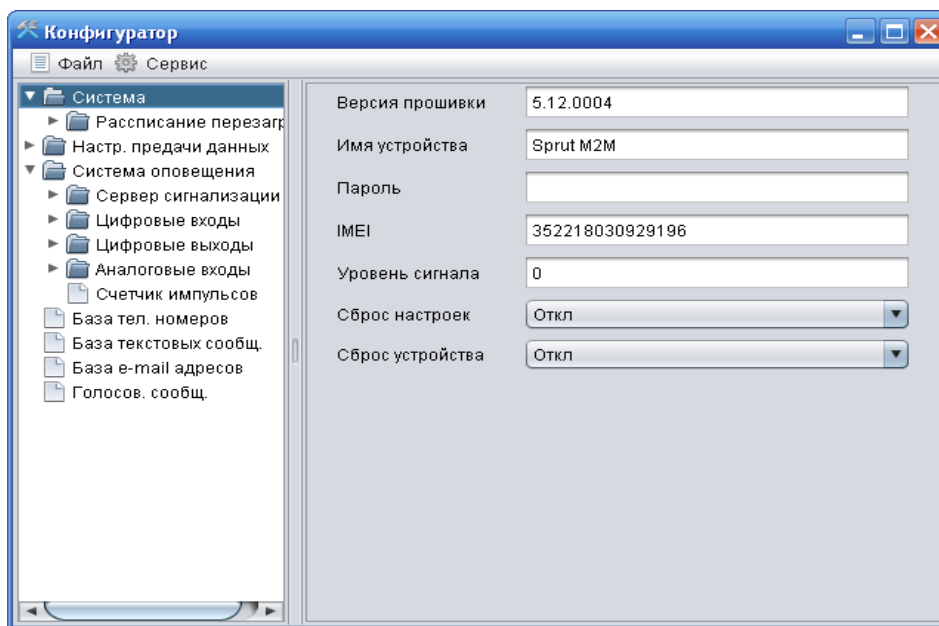 Конфигуратор
Файл Сервис
Система
Рассписание перезагр
Настр. предачи данных
Система оповещения
Сервер сигнализации
Цифровые входы
Цифровые выходы
Аналоговые входы
Счетчик импульсов
База тел. номеров
База текстовых сообщ.
База e-mail адресов
Голосов. сообщ.
Версия прошивки 5.12.0004
Имя устройства Sprut M2M
Пароль
IMEI 352218030929196
Уровень сигнала 0
Сброс настроек Откл
Сброс устройства Откл